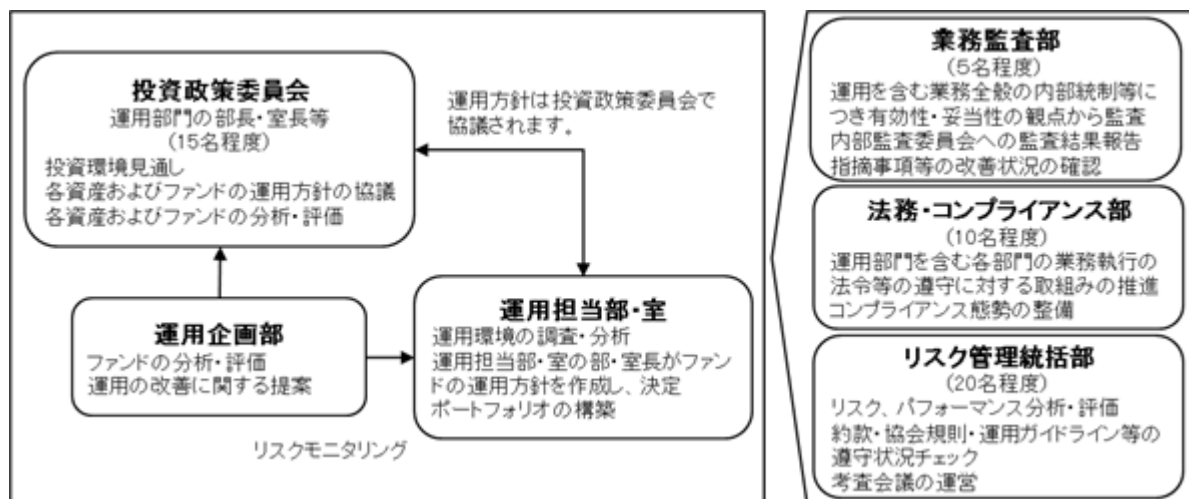 投資政策委員会
運用部門の部長・室長等
(15名程度)
投資環境見通し
各資産およびファンドの運用方針の協議
各資産およびファンドの分析・評価
運用方針は投資政策委員会で
協議されます。
運用企画部
ファンドの分析・評価
運用の改善に関する提案
運用担当部・室
運用環境の調査・分析
運用担当部・室の部・室長がファン
ドの運用方針を作成し、決定
ポートフォリオの構築
リスクモニタリング
業務監査部
(5名程度)
運用を含む業務全般の内部統制等に
つき有効性・妥当性の観点から監査
内部監査委員会への監査結果報告
指摘事項等の改善状況の確認
法務・コンプライアンス部
(10名程度)
運用部門を含む各部門の業務執行の
法令等の遵守に対する取組みの推進
コンプライアンス態勢の整備
リスク管理統括部
(20名程度)
リスク、パフォーマンス分析・評価
約款・協会規則・運用ガイドライン等の
遵守状況チェック
考査会議の運営